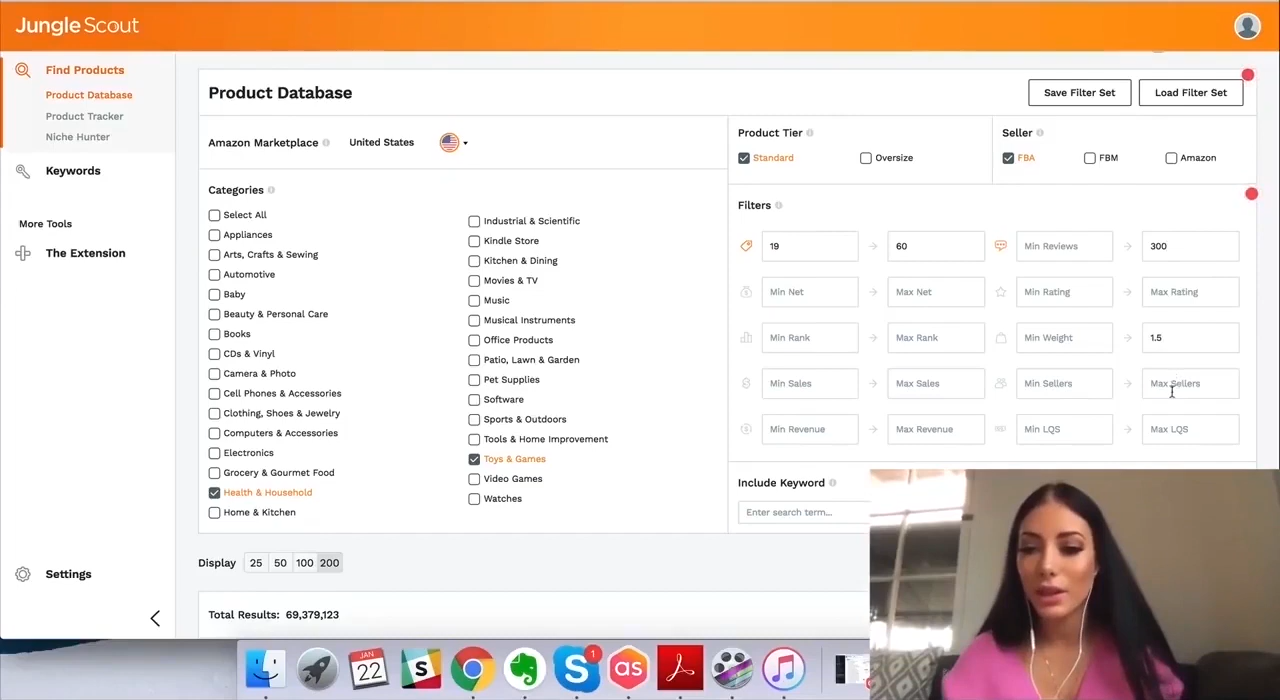 Jungle Scout
Find Products
Product Database
Product Tracker
Niche Hunter
Keywords
More Tools
The Extension
Settings
Product Database
Save Filter Set
Load Filter Set
Amazon Marketplace
United States
Categories
Select All
Appliances
Arts, Crafts & Sewing
Automotive
Baby
Beauty & Personal Care
Books
CDs & Vinyl
Camera & Photo
Cell Phones & Accessories
Clothing, Shoes & Jewelry
Computers & Accessories
Electronics
Grocery & Gourmet Food
Health & Household
Home & Kitchen
Industrial & Scientific
Kindle Store
Kitchen & Dining
Movies & TV
Music
Musical Instruments
Office Products
Patio, Lawn & Garden
Pet Supplies
Software
Sports & Outdoors
Tools & Home Improvement
Toys & Games
Video Games
Watches
Product Tier
Standard
Oversize
Seller
FBA
FBM
Amazon
Filters
19
60
Min Reviews
300
Min Net
Max Net
Min Rating
Max Rating
Min Rank
Max Rank
Min Weight
1.5
Min Sales
Max Sales
Min Sellers
Max Sellers
Min Revenue
Max Revenue
Min LQS
Max LQS
Include Keyword
Enter search term...
Display 25 50 100 200
Total Results: 69,379,123
JAN
22
S
S
1
as